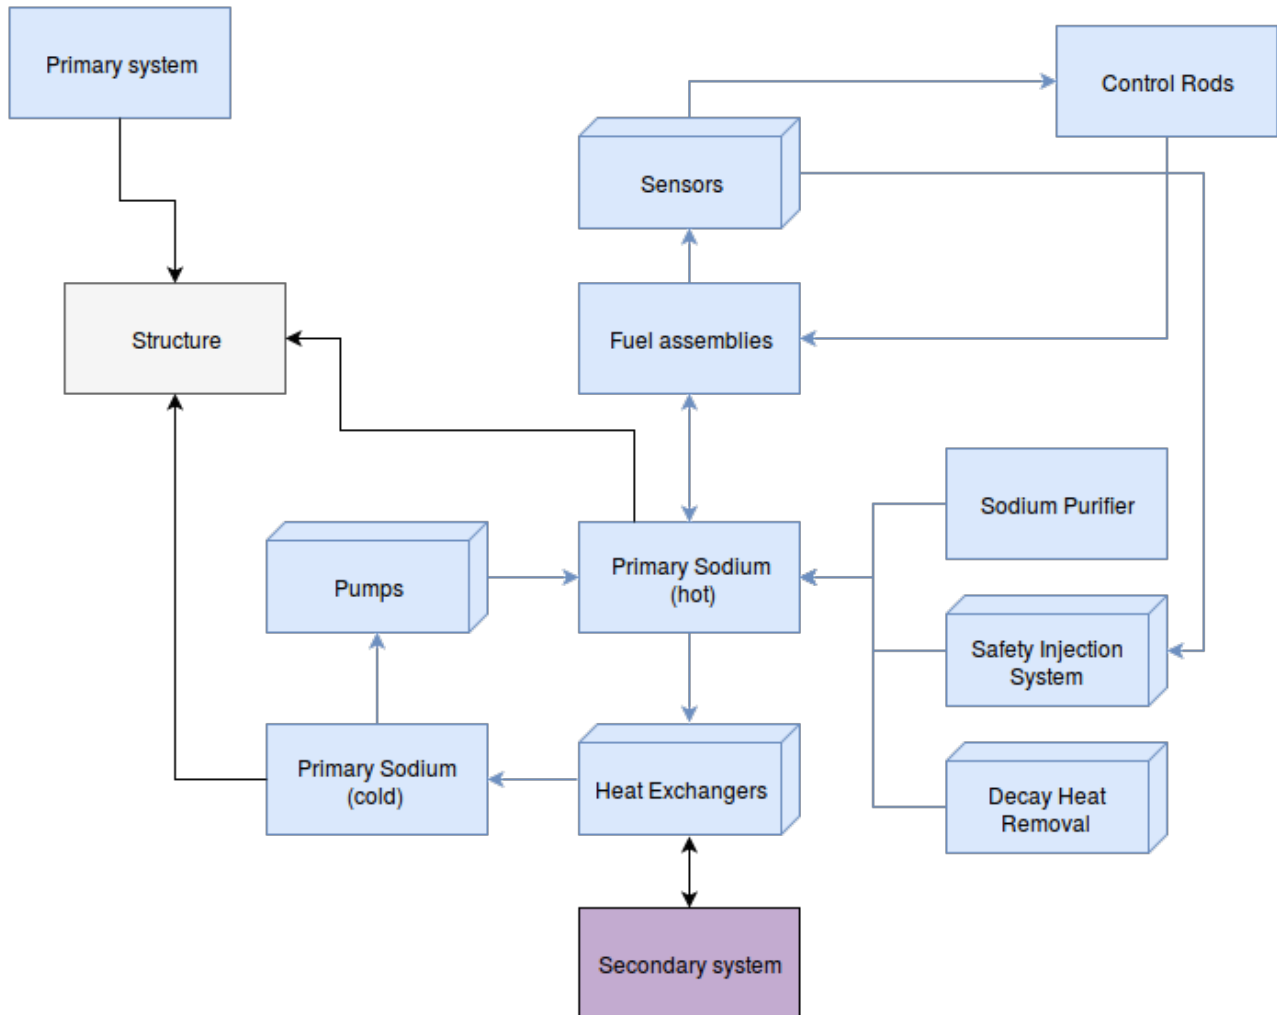 Primary system
Control Rods
Sensors
Structure
Fuel assemblies
Sodium Purifier
Pumps
Primary Sodium
(hot)
Safety Injection
System
Primary Sodium
(cold)
Heat Exchangers
Decay Heat
Removal
Secondary system